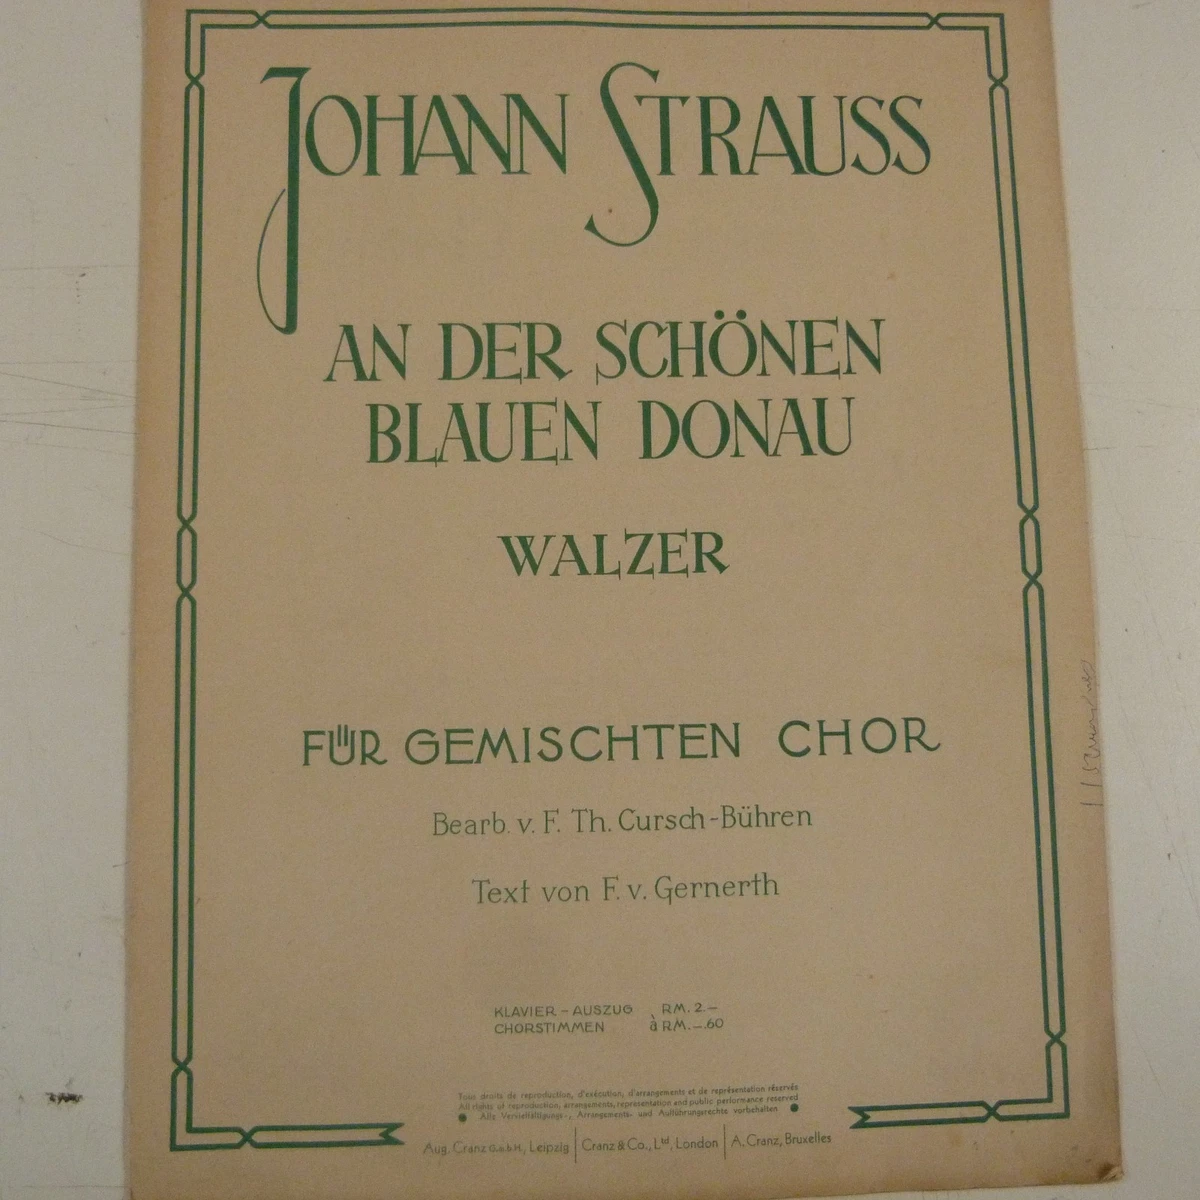 JOHANN STRAUSS
AN DER SCHÖNEN
BLAUEN DONAU
WALZER
FÜR GEMISCHTEN CHOR
Bearb. v. F. Th. Cursch-Bühren
Text von F. v. Gernerth
KLAVIER-AUSZUG RM. 2.—
CHORSTIMMEN à RM.—.60
Tous droits de reproduction, d'exécution, d'arrangements et de représentation réservés
All rights of reproduction, arrangements, representation and public performance reserved
Alle Vervielfältigungs-, Arrangements- und Aufführungsrechte vorbehalten
Aug. Cranz G.m.b.H., Leipzig | Cranz & Co., Ltd, London | A. Cranz, Bruxelles